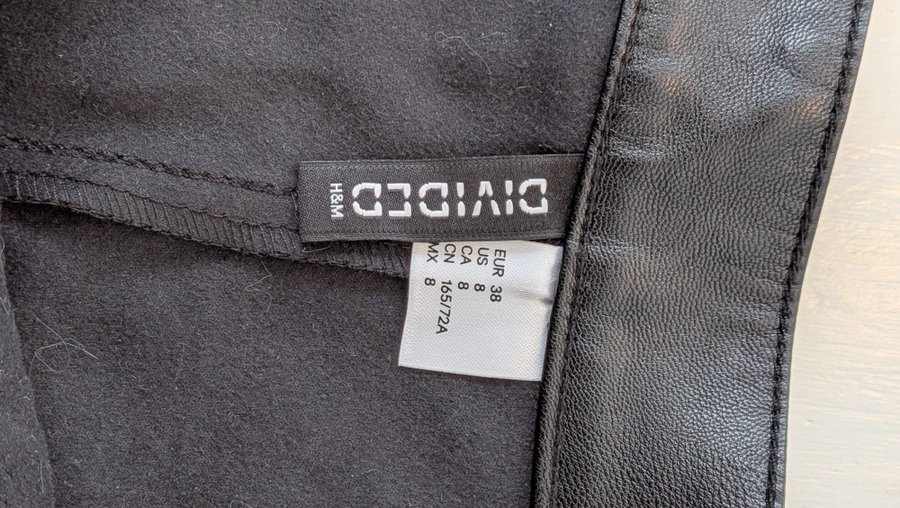 DIVIDED
H&M
EUR 38
US 8
CA 8
CN 165/72A
MX 8